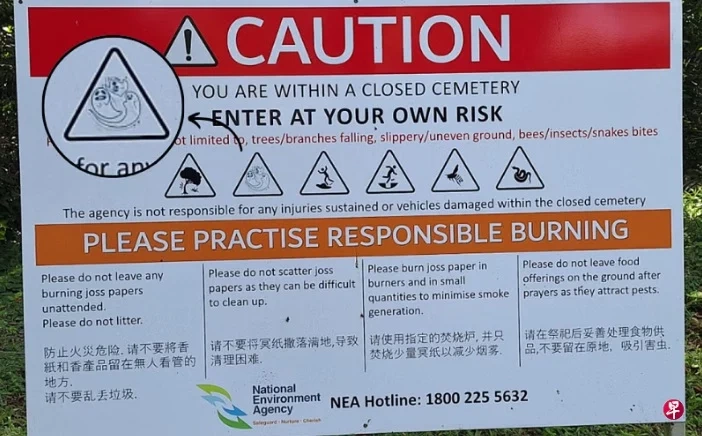 CAUTION
YOU ARE WITHIN A CLOSED CEMETERY
ENTER AT YOUR OWN RISK
ot limited to, trees/branches falling, slippery/uneven ground, bees/insects/snakes bites
for any
The agency is not responsible for any injuries sustained or vehicles damaged within the closed cemetery
PLEASE PRACTISE RESPONSIBLE BURNING
Please do not leave any
burning joss papers
unattended.
Please do not litter.
防止火災危险. 请不要將香
紙和香產品留在無人看管的
地方.
请不要乱丢垃圾.
Please do not scatter joss
papers as they can be difficult
to clean up.
请不要将冥纸撒落满地,导致
清理困难.
Please burn joss paper in
burners and in small
quantities to minimise smoke
generation.
请使用指定的焚烧炉, 并只
焚烧少量冥纸以减少烟雾.
Please do not leave food
offerings on the ground after
prayers as they attract pests.
请在祭祀后妥善处理食物供
品,不要留在原地, 吸引害虫.
National
Environment
Agency
Safeguard · Nurture · Cherish
NEA Hotline: 1800 225 5632
早